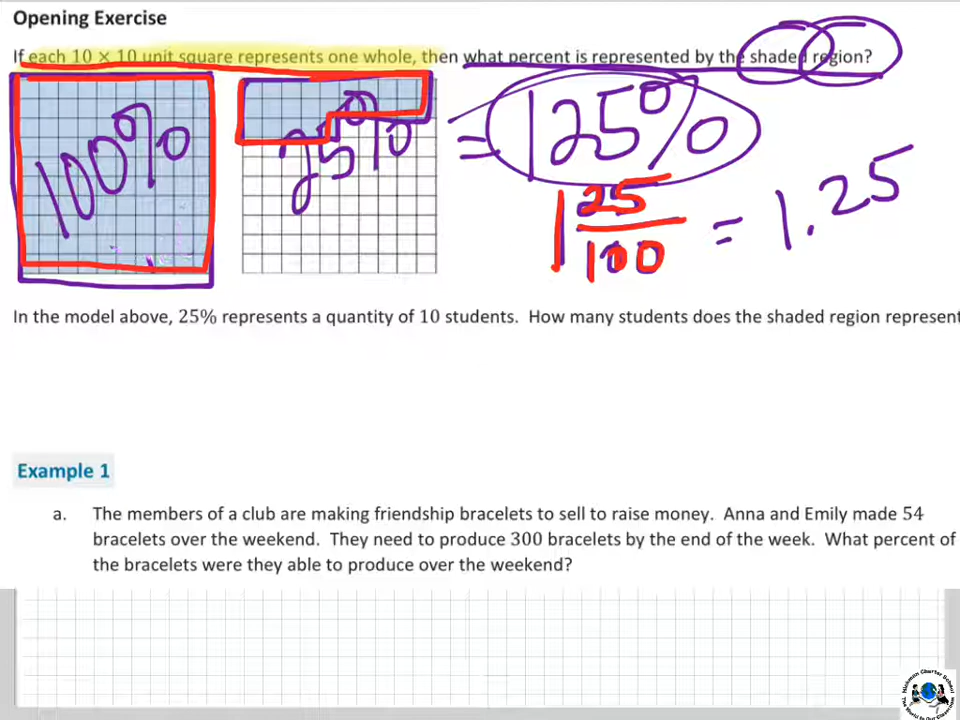 Opening Exercise
If each 10 × 10 unit square represents one whole, then what percent is represented by the shaded region?
100% 25% = 125%
1 25/100 = 1.25
In the model above, 25% represents a quantity of 10 students. How many students does the shaded region represent
Example 1
a. The members of a club are making friendship bracelets to sell to raise money. Anna and Emily made 54
bracelets over the weekend. They need to produce 300 bracelets by the end of the week. What percent of
the bracelets were they able to produce over the weekend?